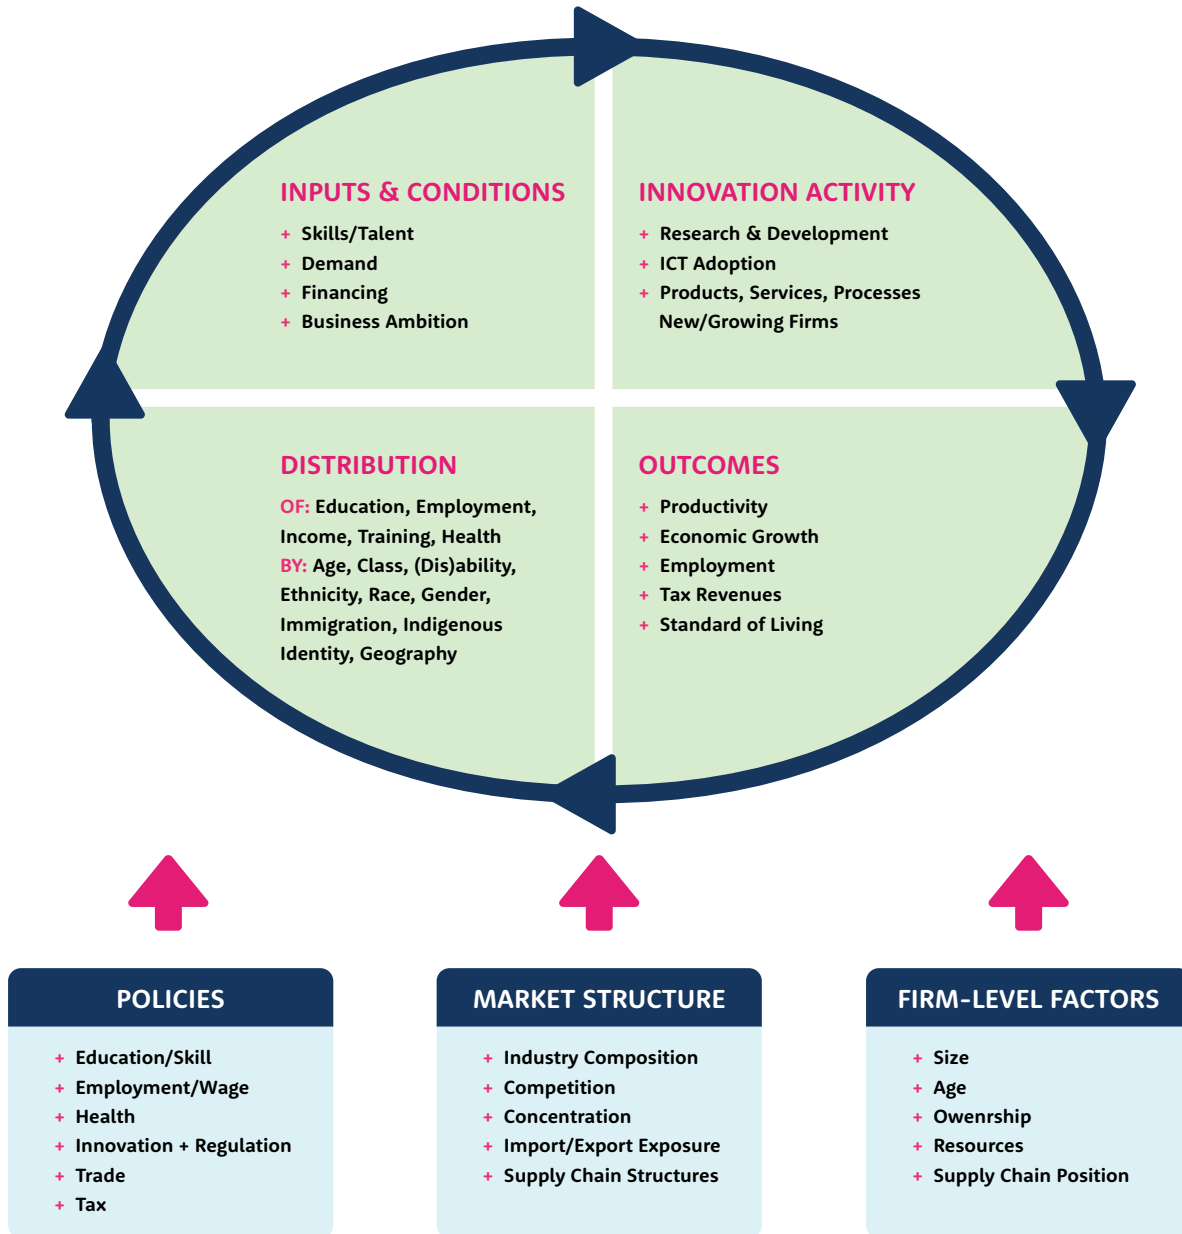 INPUTS & CONDITIONS
+ Skills/Talent
+ Demand
+ Financing
+ Business Ambition
INNOVATION ACTIVITY
+ Research & Development
+ ICT Adoption
+ Products, Services, Processes
New/Growing Firms
DISTRIBUTION
OF: Education, Employment,
Income, Training, Health
BY: Age, Class, (Dis)ability,
Ethnicity, Race, Gender,
Immigration, Indigenous
Identity, Geography
OUTCOMES
+ Productivity
+ Economic Growth
+ Employment
+ Tax Revenues
+ Standard of Living
POLICIES
+ Education/Skill
+ Employment/Wage
+ Health
+ Innovation + Regulation
+ Trade
+ Tax
MARKET STRUCTURE
+ Industry Composition
+ Competition
+ Concentration
+ Import/Export Exposure
+ Supply Chain Structures
FIRM-LEVEL FACTORS
+ Size
+ Age
+ Owenrship
+ Resources
+ Supply Chain Position